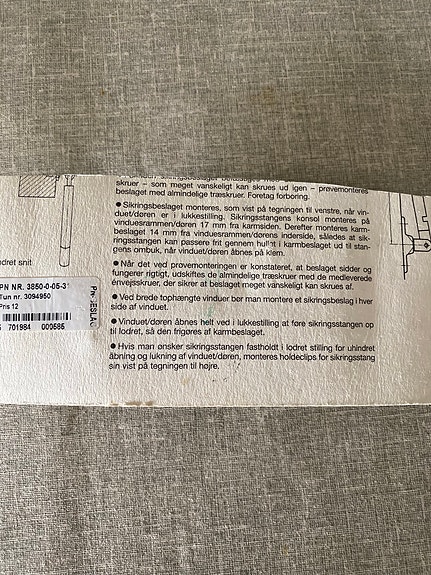 skruer – som meget vanskeligt kan skrues ud igen – prøvemonteres
beslaget med almindelige træskruer. Foretag forboring.
● Sikringsbeslaget monteres, som vist på tegningen til venstre, når vin-
duet/døren er i lukkestilling. Sikringsstangens konsol monteres på
vinduesrammen/døren 17 mm fra karmsiden. Derefter monteres karm-
beslaget 14 mm fra vinduesrammen/dørens inderside, således at sik-
ringsstangen kan passere frit gennem hullet i karmbeslaget ud til stan-
gens ombuk, når vinduet/døren åbnes på klem.
● Når det ved prøvemonteringen er konstateret, at beslaget sidder og
fungerer rigtigt, udskiftes de almindelige træskruer med de medleverede
envejsskruer, der sikrer at beslaget meget vanskeligt kan skrues af.
● Ved brede tophængte vinduer bør man montere et sikringsbeslag i hver
side af vinduet.
● Vinduet/døren åbnes helt ved i lukkestilling at føre sikringsstangen op
til lodret, så den frigøres af karmbeslaget.
● Hvis man ønsker sikringsstangen fastholdt i lodret stilling for uhindret
åbning og lukning af vinduet/døren, monteres holdeclips for sikringsstang
sin vist på tegningen til højre.
dret snit
PN NR. 3850-0-05-3
Tun nr. 3094950
Pris 12
701984 000585
PN-BESLAG